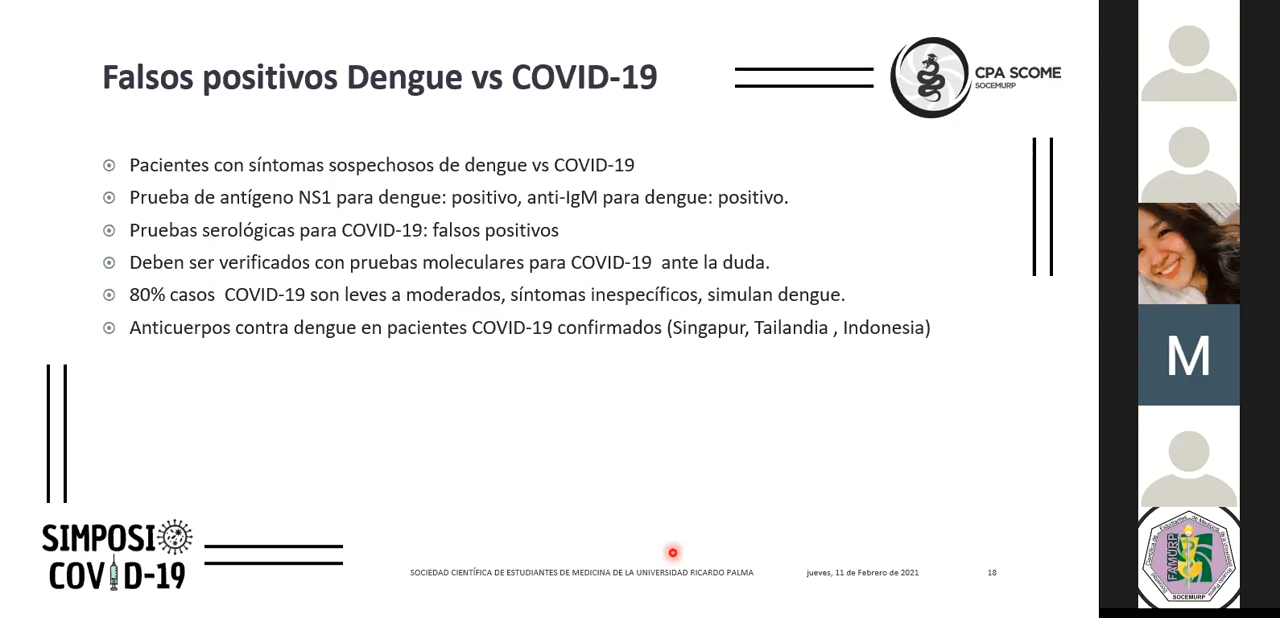 Falsos positivos Dengue vs COVID-19
CPA SCOME
SOCEMURP
Pacientes con síntomas sospechosos de dengue vs COVID-19
Prueba de antígeno NS1 para dengue: positivo, anti-IgM para dengue: positivo.
Pruebas serológicas para COVID-19: falsos positivos
Deben ser verificados con pruebas moleculares para COVID-19  ante la duda.
80% casos  COVID-19 son leves a moderados, síntomas inespecíficos, simulan dengue.
Anticuerpos contra dengue en pacientes COVID-19 confirmados (Singapur, Tailandia , Indonesia)
M
SIMPOSIO
COVID-19
SOCIEDAD CIENTÍFICA DE ESTUDIANTES DE MEDICINA DE LA UNIVERSIDAD RICARDO PALMA
jueves, 11 de Febrero de 2021
18
FAMURP
SOCEMURP